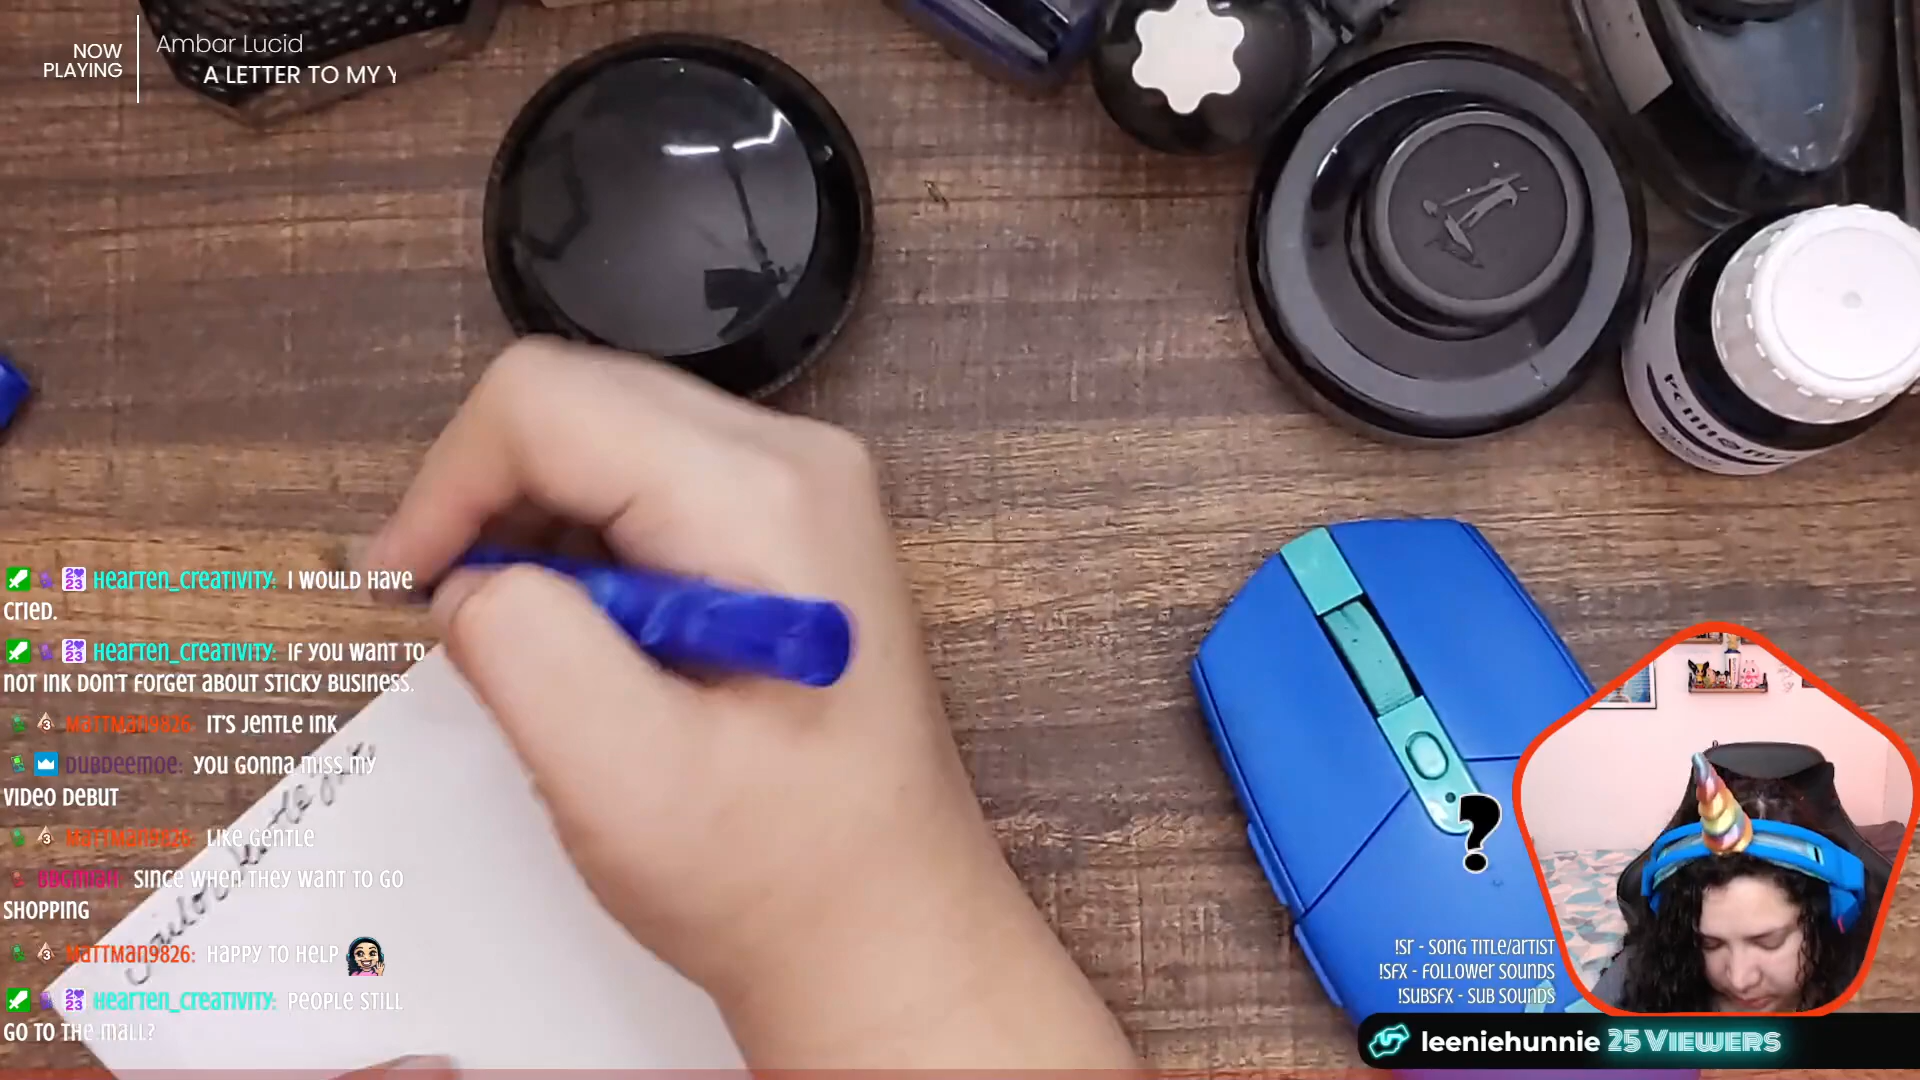 NOW
PLAYING
Ambar Lucid
A LETTER TO MY Y
Hearten_Creativity: I would have
cried.
Hearten_Creativity: If you want to
not ink don't forget about Sticky Business.
Mattman9826: It's Jentle Ink
DubDeeMoe: You gonna miss my
video debut
Mattman9826: Like gentle
Since when they want to go
shopping
Mattman9826: Happy to help
Hearten_Creativity: People still
go to the mall?
!sr - Song Title/Artist
!sfx - Follower Sounds
!subsfx - Sub Sounds
leeniehunnie 25 Viewers